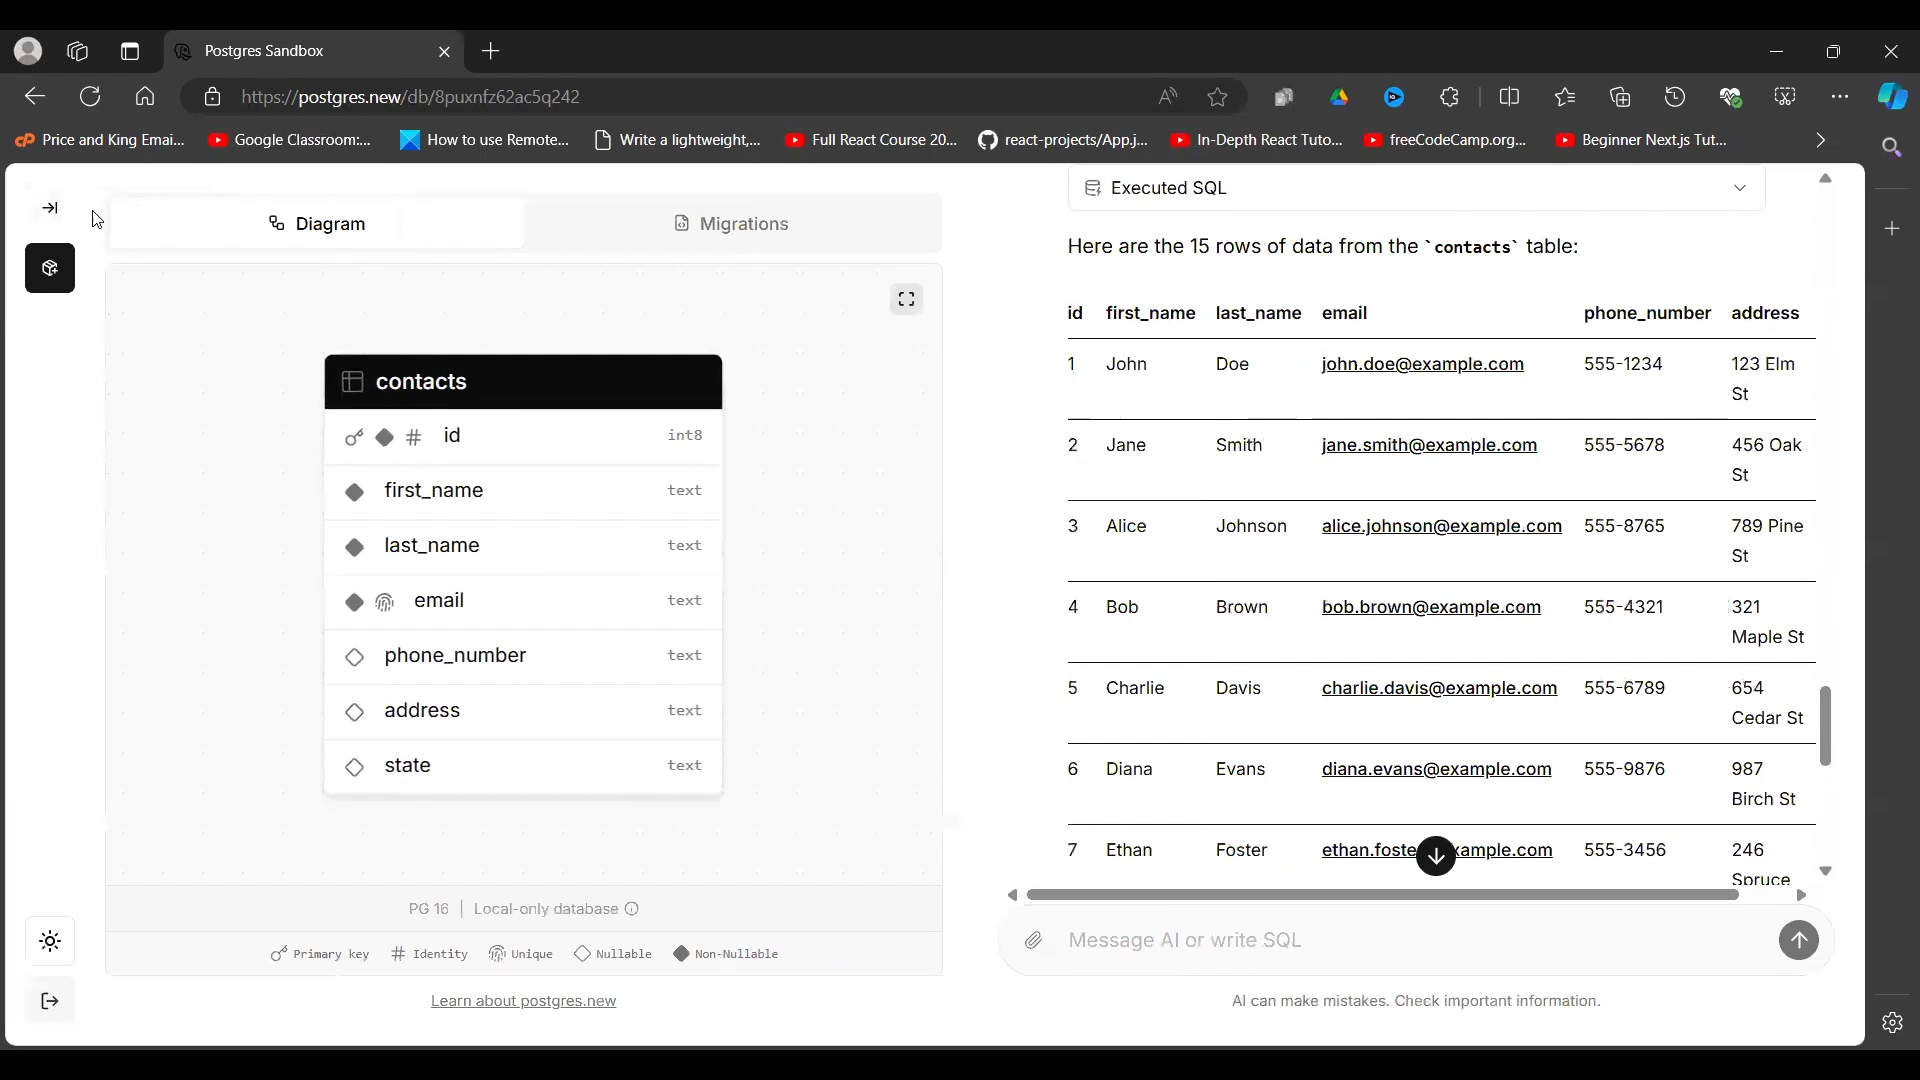 Postgres Sandbox
https://postgres.new/db/8puxnfz62ac5q242
Price and King Emai...
Google Classroom:...
How to use Remote...
Write a lightweight,...
Full React Course 20...
react-projects/App.j...
In-Depth React Tuto...
freeCodeCamp.org...
Beginner Next.js Tut...
Diagram
Migrations
contacts
id int8
first_name text
last_name text
email text
phone_number text
address text
state text
PG 16 | Local-only database
Primary key # Identity Unique Nullable Non-Nullable
Learn about postgres.new
Executed SQL
Here are the 15 rows of data from the `contacts` table:
id first_name last_name email phone_number address
1 John Doe john.doe@example.com 555-1234 123 Elm
St
2 Jane Smith jane.smith@example.com 555-5678 456 Oak
St
3 Alice Johnson alice.johnson@example.com 555-8765 789 Pine
St
4 Bob Brown bob.brown@example.com 555-4321 321
Maple St
5 Charlie Davis charlie.davis@example.com 555-6789 654
Cedar St
6 Diana Evans diana.evans@example.com 555-9876 987
Birch St
7 Ethan Foster 555-3456 246
Spruce
Message AI or write SQL
AI can make mistakes. Check important information.